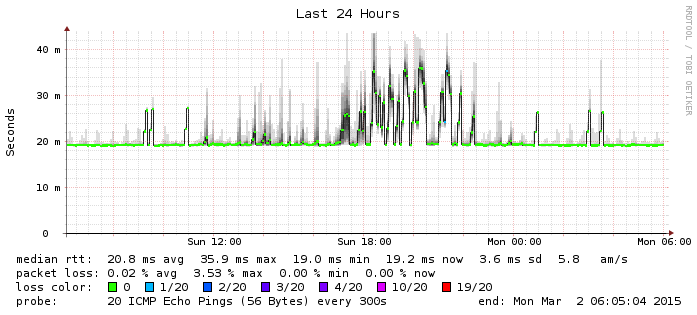 Last 24 Hours
RRDTOOL / TOBI OETIKER
Seconds
40 m
30 m
20 m
10 m
0
Sun 12:00 Sun 18:00 Mon 00:00 Mon 06:00
median rtt: 20.8 ms avg 35.9 ms max 19.0 ms min 19.2 ms now 3.6 ms sd 5.8 am/s
packet loss: 0.02 % avg 3.53 % max 0.00 % min 0.00 % now
loss color: 0 1/20 2/20 3/20 4/20 10/20 19/20
probe: 20 ICMP Echo Pings (56 Bytes) every 300s end: Mon Mar 2 06:05:04 2015